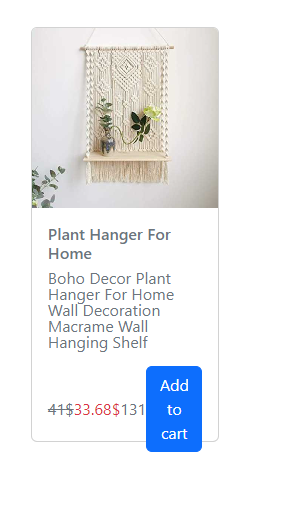 Plant Hanger For
Home
Boho Decor Plant
Hanger For Home
Wall Decoration
Macrame Wall
Hanging Shelf
41$33.68$131
Add
to
cart